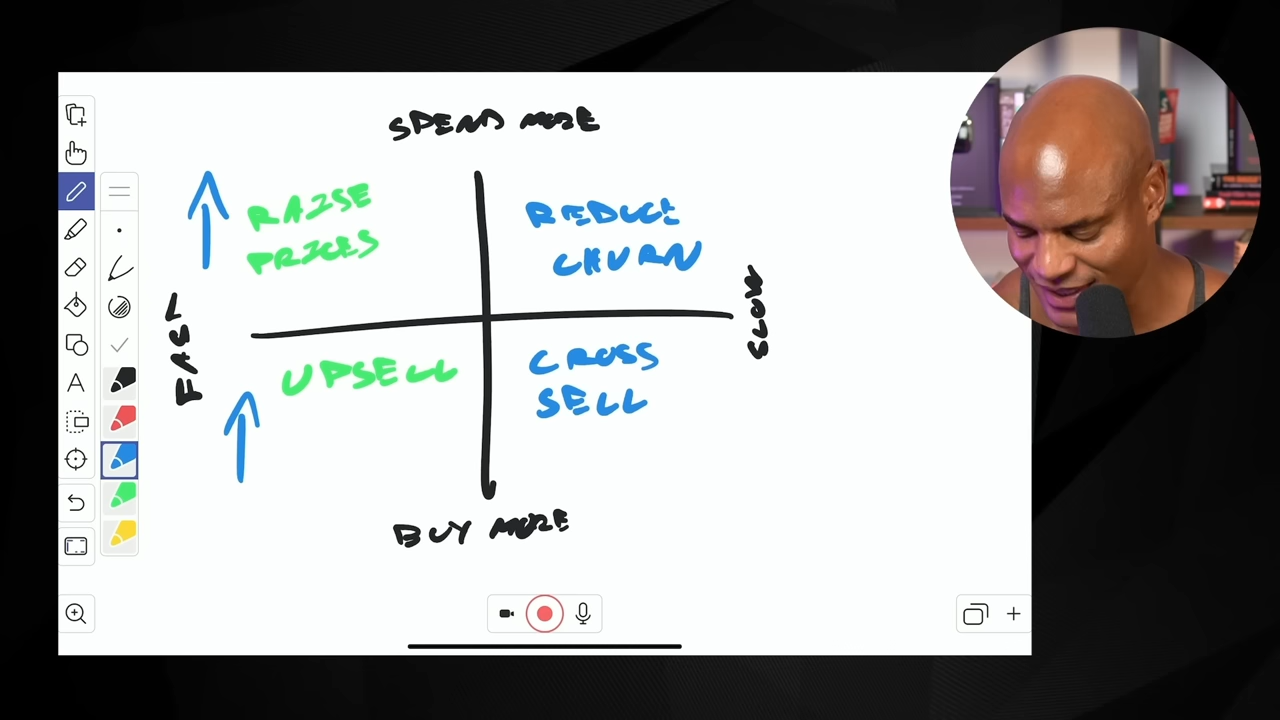 SPEND MORE
RAISE
PRICES
REDUCE
CHURN
FAST
SLOW
UPSELL
CROSS
SELL
BUY MORE
A